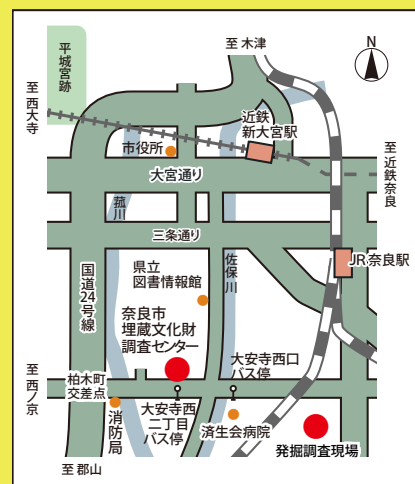 至 木津
N
平城宮跡
至 西大寺
近鉄
新大宮駅
市役所
至 近鉄奈良
大宮通り
菰川
三条通り
佐保川
JR奈良駅
国道24号線
県立
図書情報館
奈良市
埋蔵文化財
調査センター
大安寺西口
バス停
至 西ノ京
柏木町
交差点
消防局
大安寺西
二丁目
バス停
済生会病院
発掘調査現場
至 郡山